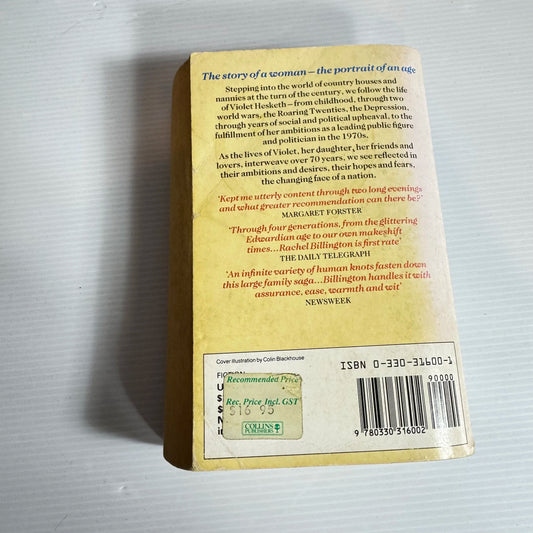 The story of a woman – the portrait of an age
Stepping into the world of country houses and
nannies at the turn of the century, we follow the life
of Violet Hesketh – from childhood, through two
world wars, the Roaring Twenties, the Depression,
through years of social and political upheaval, to the
fulfillment of her ambitions as a leading public figure
and politician in the 1970s.
As the lives of Violet, her daughter, her friends and
lovers, interweave over 70 years, we see reflected in
their ambitions and desires, their hopes and fears,
the changing face of a nation.
'Kept me utterly content through two long evenings
and what greater recommendation can there be?'
MARGARET FORSTER
'Through four generations, from the glittering
Edwardian age to our own makeshift
times...Rachel Billington is first rate'
THE DAILY TELEGRAPH
'An infinite variety of human knots fasten down
this large family saga...Billington handles it with
assurance, ease, warmth and wit'
NEWSWEEK
Cover illustration by Colin Blackhouse
FICTION
U
$
$
N
i
Recommended Price
Rec. Price Incl. GST
$16.95
COLLINS
PUBLISHERS
ISBN 0-330-31600-1
90000
9 780330 316002